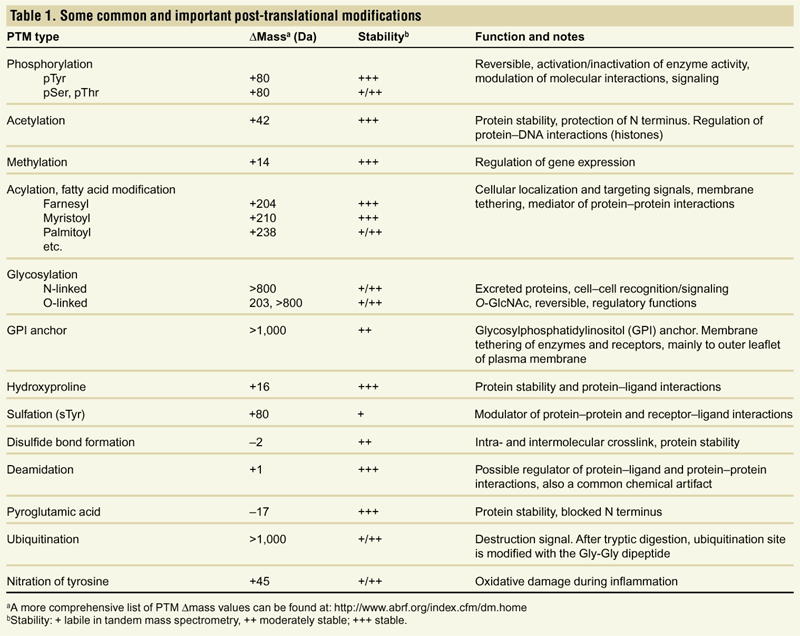 Table 1. Some common and important post-translational modifications
PTM type ΔMassᵃ (Da) Stabilityᵇ Function and notes
Phosphorylation Reversible, activation/inactivation of enzyme activity,
pTyr +80 +++ modulation of molecular interactions, signaling
pSer, pThr +80 +/++
Acetylation +42 +++ Protein stability, protection of N terminus. Regulation of
protein–DNA interactions (histones)
Methylation +14 +++ Regulation of gene expression
Acylation, fatty acid modification Cellular localization and targeting signals, membrane
Farnesyl +204 +++ tethering, mediator of protein–protein interactions
Myristoyl +210 +++
Palmitoyl +238 +/++
etc.
Glycosylation
N-linked >800 +/++ Excreted proteins, cell–cell recognition/signaling
O-linked 203, >800 +/++ O-GlcNAc, reversible, regulatory functions
GPI anchor >1,000 ++ Glycosylphosphatidylinositol (GPI) anchor. Membrane
tethering of enzymes and receptors, mainly to outer leaflet
of plasma membrane
Hydroxyproline +16 +++ Protein stability and protein–ligand interactions
Sulfation (sTyr) +80 + Modulator of protein–protein and receptor–ligand interactions
Disulfide bond formation –2 ++ Intra- and intermolecular crosslink, protein stability
Deamidation +1 +++ Possible regulator of protein–ligand and protein–protein
interactions, also a common chemical artifact
Pyroglutamic acid –17 +++ Protein stability, blocked N terminus
Ubiquitination >1,000 +/++ Destruction signal. After tryptic digestion, ubiquitination site
is modified with the Gly-Gly dipeptide
Nitration of tyrosine +45 +/++ Oxidative damage during inflammation
ᵃA more comprehensive list of PTM Δmass values can be found at: http://www.abrf.org/index.cfm/dm.home
ᵇStability: + labile in tandem mass spectrometry, ++ moderately stable; +++ stable.